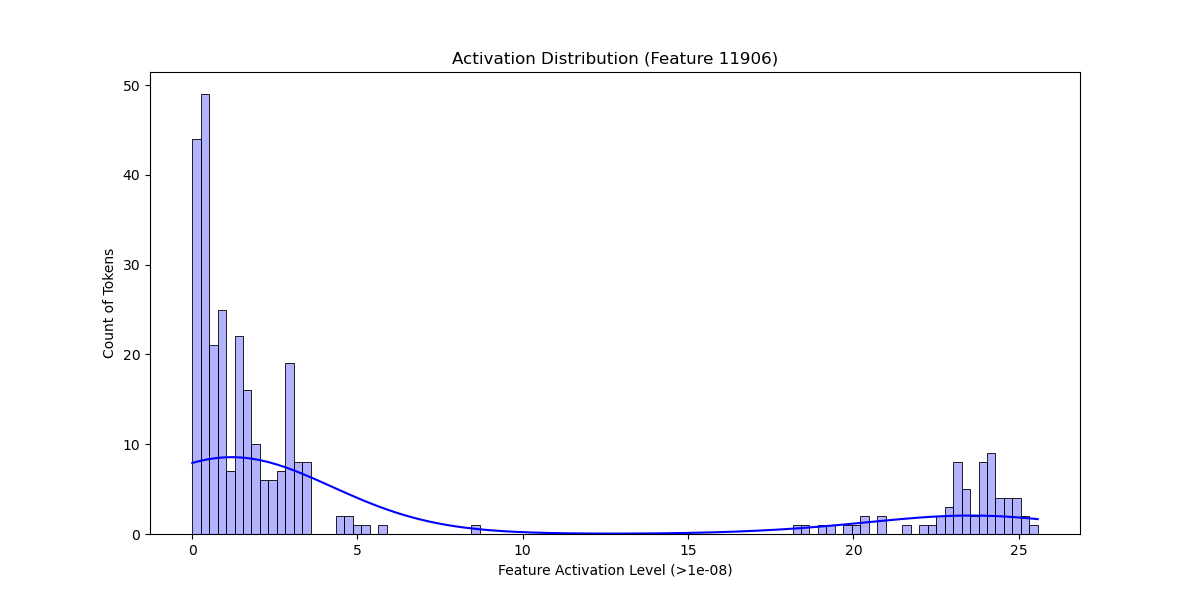 Activation Distribution (Feature 11906)
Count of Tokens
50
40
30
20
10
0
0 5 10 15 20 25
Feature Activation Level (>1e-08)